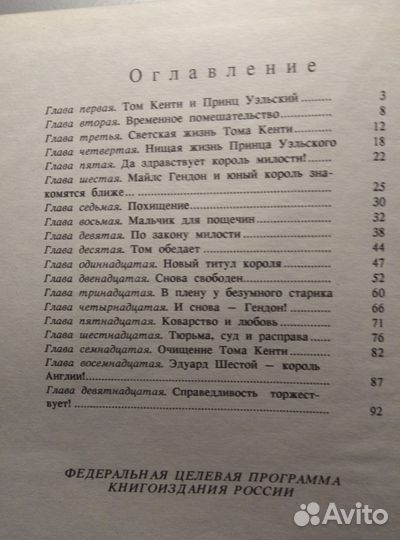 Оглавление
Глава первая. Том Кенти и Принц Уэльский ......... 3
Глава вторая. Временное помешательство ......... 8
Глава третья. Светская жизнь Тома Кенти ......... 12
Глава четвертая. Нищая жизнь Принца Уэльского 18
Глава пятая. Да здравствует король милости! ......... 22
Глава шестая. Майлс Гендон и юный король зна-
комятся ближе... ......... 25
Глава седьмая. Похищение ......... 30
Глава восьмая. Мальчик для пощечин ......... 32
Глава девятая. По закону милости ......... 38
Глава десятая. Том обедает ......... 44
Глава одиннадцатая. Новый титул короля ......... 47
Глава двенадцатая. Снова свободен ......... 52
Глава тринадцатая. В плену у безумного старика 60
Глава четырнадцатая. И снова — Гендон! ......... 66
Глава пятнадцатая. Коварство и любовь ......... 71
Глава шестнадцатая. Тюрьма, суд и расправа ......... 76
Глава семнадцатая. Очищение Тома Кенти ......... 82
Глава восемнадцатая. Эдуард Шестой — король
Англии! ......... 87
Глава девятнадцатая. Справедливость торжест-
вует! ......... 92
ФЕДЕРАЛЬНАЯ ЦЕЛЕВАЯ ПРОГРАММА
КНИГОИЗДАНИЯ РОССИИ
Avito